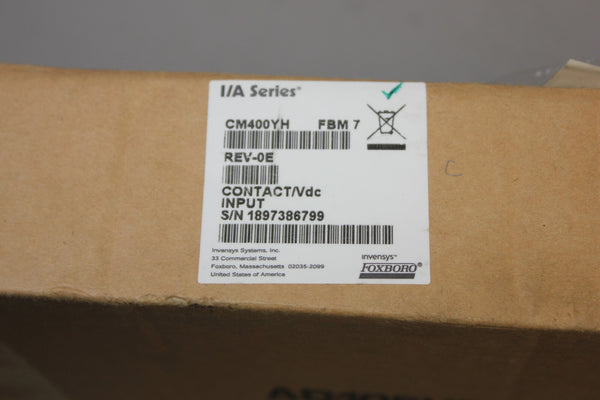 I/A Series®
CM400YH FBM 7
REV-0E
CONTACT/Vdc
INPUT
S/N 1897386799
Invensys Systems, Inc.
33 Commercial Street
Foxboro, Massachusetts 02035-2099
United States of America
invensys™
FOXBORO®
C